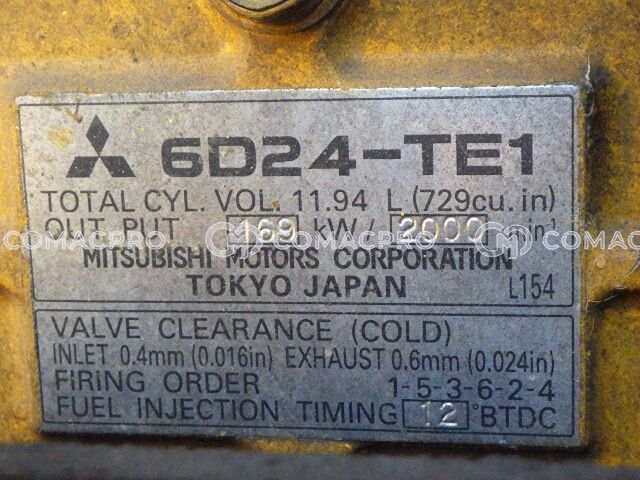 6D24-TE1
TOTAL CYL. VOL. 11.94 L (729cu. in)
OUT PUT 169 kW / 2000 min⁻¹
COMACPRO COMACPRO COMACPRO
MITSUBISHI MOTORS CORPORATION
TOKYO JAPAN L154
VALVE CLEARANCE (COLD)
INLET 0.4mm (0.016in) EXHAUST 0.6mm (0.024in)
FIRING ORDER 1-5-3-6-2-4
FUEL INJECTION TIMING 12 °BTDC